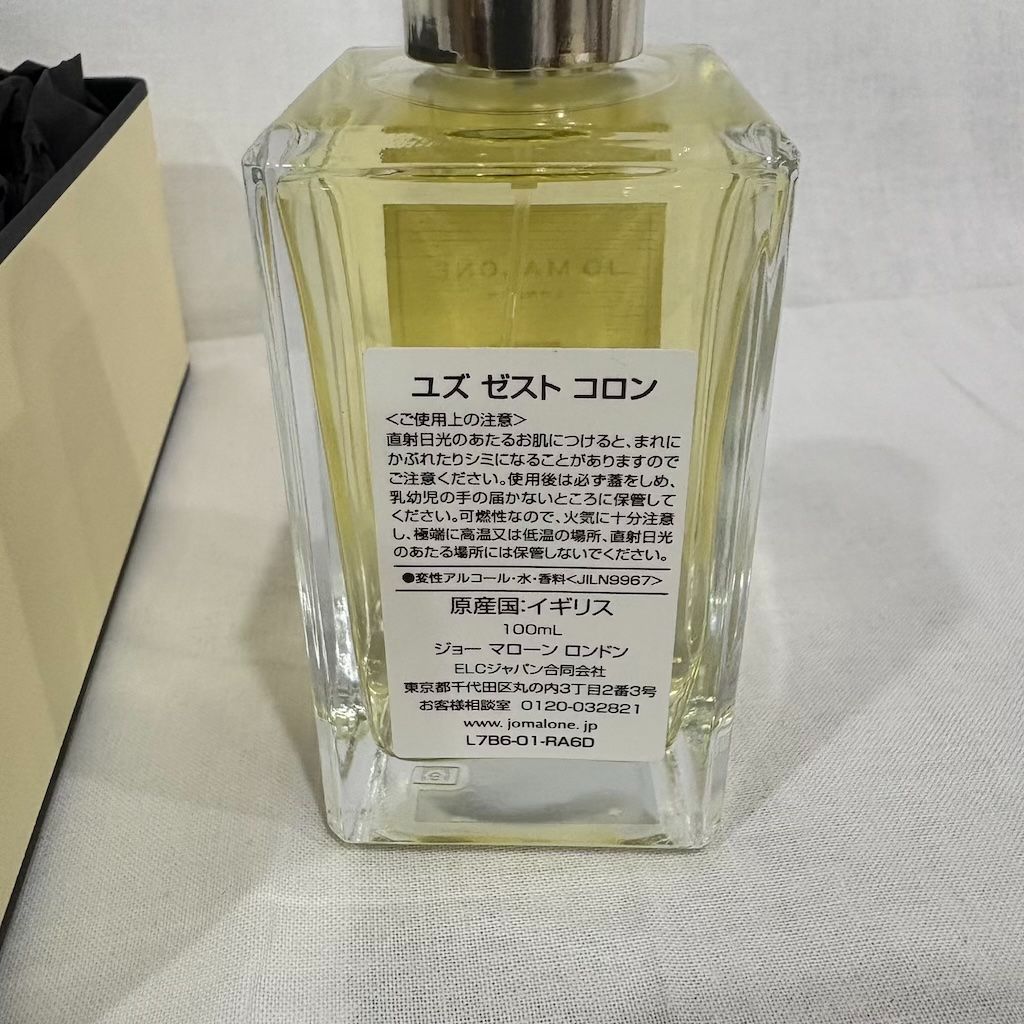 JO MALONE
ユズ ゼスト コロン
<ご使用上の注意>
直射日光のあたるお肌につけると、まれに
かぶれたりシミになることがありますので
ご注意ください。使用後は必ず蓋をしめ、
乳幼児の手の届かないところに保管して
ください。可燃性なので、火気に十分注意
し、極端に高温又は低温の場所、直射日光
のあたる場所には保管しないでください。
●変性アルコール・水・香料<JILN9967>
原産国:イギリス
100mL
ジョー マローン ロンドン
ELCジャパン合同会社
東京都千代田区丸の内3丁目2番3号
お客様相談室 0120-032821
www. jomalone. jp
L7B6-01-RA6D